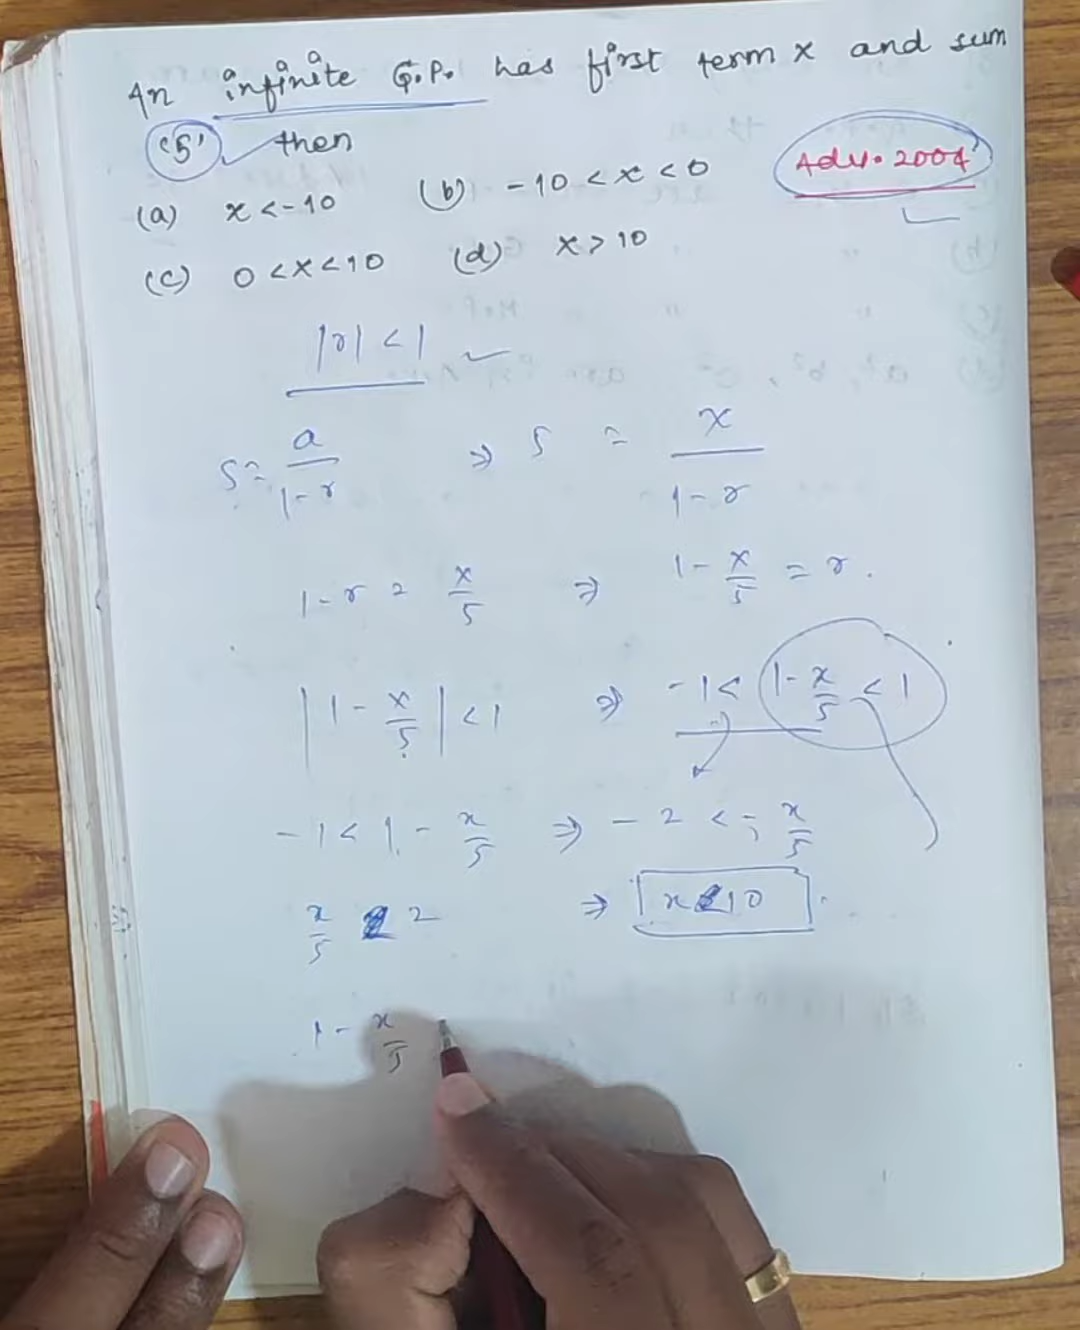 An infinite G.P. has first term x and sum
'5' then
Adv. 2004
(a) x < -10 (b) -10 < x < 0
(c) 0 < x < 10 (d) x > 10
|r| < 1
S = a/(1-r) ⇒ 5 = x/(1-r)
1-r = x/5 ⇒ 1 - x/5 = r.
|1 - x/5| < 1 ⇒ -1 < 1 - x/5 < 1
-1 < 1 - x/5 ⇒ -2 < - x/5
x/5 < 2 ⇒ x < 10
1 - x/5